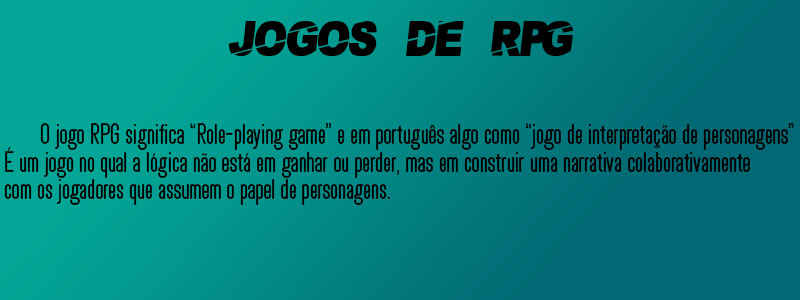 JOGOS DE RPG
O jogo RPG significa “Role-playing game” e em português algo como “jogo de interpretação de personagens”
É um jogo no qual a lógica não está em ganhar ou perder, mas em construir uma narrativa colaborativamente
com os jogadores que assumem o papel de personagens.